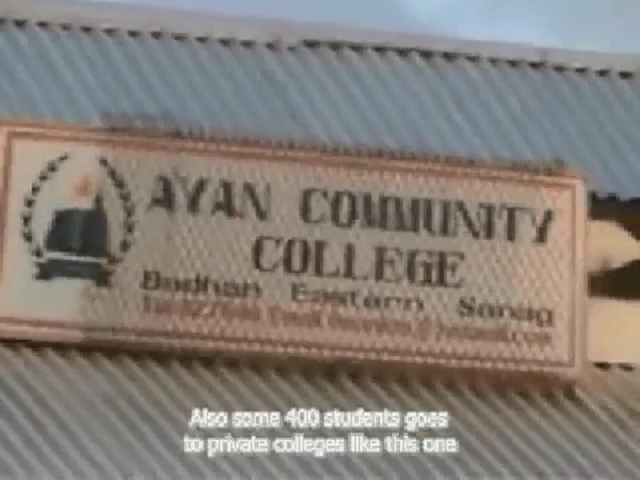 AYAN COMMUNITY
COLLEGE
Badhan Eastern Sanag
Also some 400 students goes
to private colleges like this one